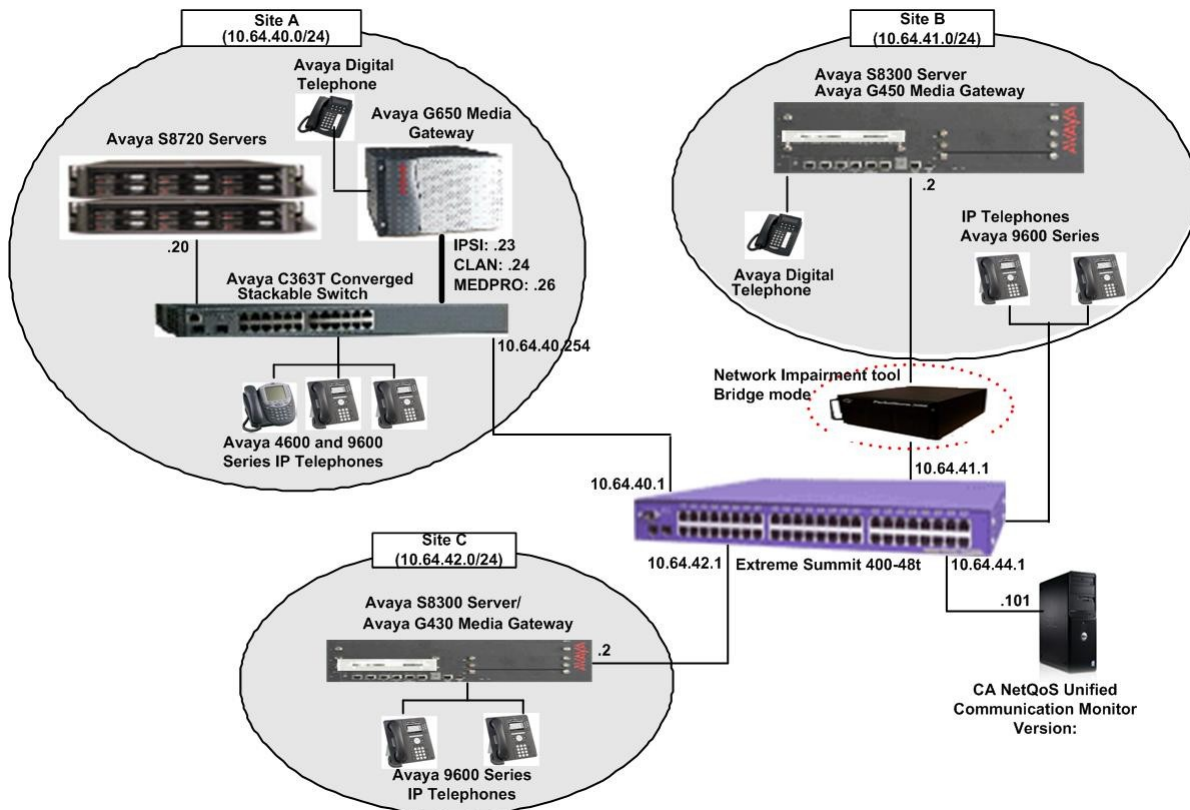 Site A
(10.64.40.0/24)
Avaya Digital
Telephone
Avaya G650 Media
Gateway
Avaya S8720 Servers
.20
IPSI: .23
CLAN: .24
MEDPRO: .26
Avaya C363T Converged
Stackable Switch
10.64.40.254
Avaya 4600 and 9600
Series IP Telephones
Site B
(10.64.41.0/24)
Avaya S8300 Server
Avaya G450 Media Gateway
AVAYA
.2
Avaya Digital
Telephone
IP Telephones
Avaya 9600 Series
Network Impairment tool
Bridge mode
10.64.41.1
10.64.40.1
10.64.42.1
Extreme Summit 400-48t
10.64.44.1
.101
CA NetQoS Unified
Communication Monitor
Version:
Site C
(10.64.42.0/24)
Avaya S8300 Server/
Avaya G430 Media Gateway
AVAYA
.2
Avaya 9600 Series
IP Telephones